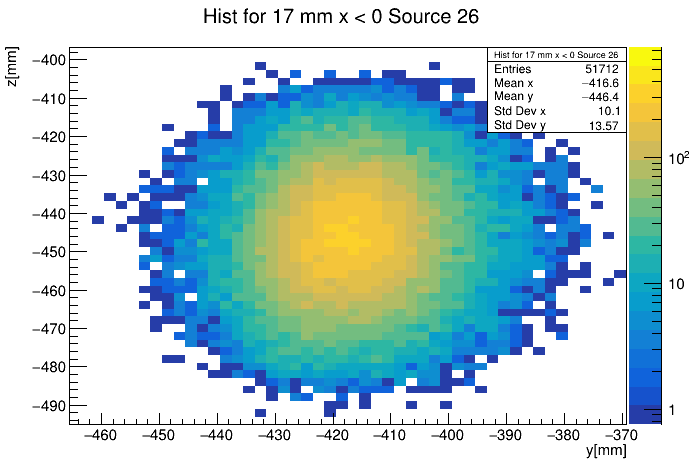 Hist for 17 mm x < 0 Source 26
z[mm]
Hist for 17 mm x < 0 Source 26
Entries 51712
Mean x −416.6
Mean y −446.4
Std Dev x 10.1
Std Dev y 13.57
−400
−410
−420
−430
−440
−450
−460
−470
−480
−490
10²
10
1
−460 −450 −440 −430 −420 −410 −400 −390 −380 −370
y[mm]